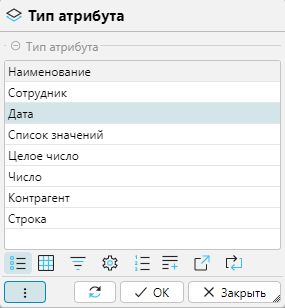 Тип атрибута
Тип атрибута
Наименование
Сотрудник
Дата
Список значений
Целое число
Число
Контрагент
Строка
OK
Закрыть